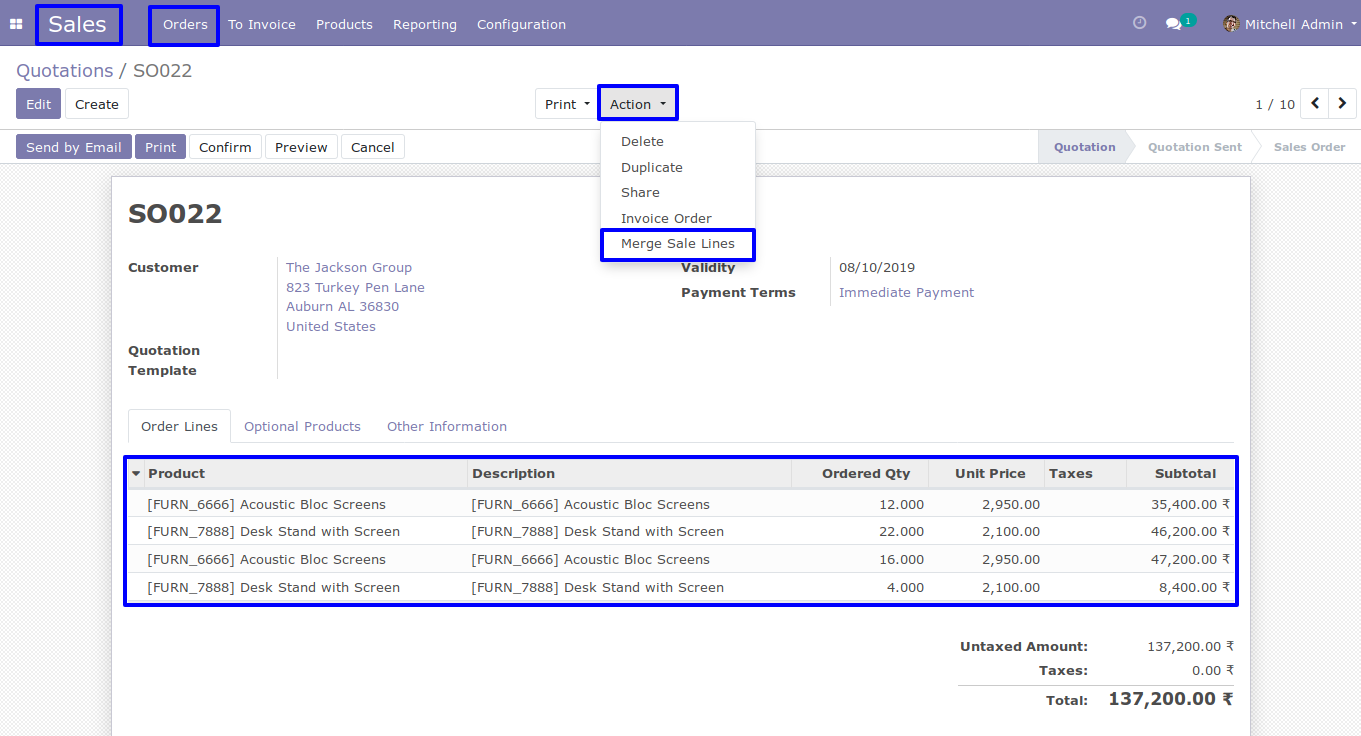 Sales Orders To Invoice Products Reporting Configuration 1 Mitchell Admin
Quotations / SO022
Edit Create Print Action 1 / 10
Delete
Duplicate
Share
Invoice Order
Merge Sale Lines
Send by Email Print Confirm Preview Cancel Quotation Quotation Sent Sales Order
SO022
Customer The Jackson Group
823 Turkey Pen Lane
Auburn AL 36830
United States
Validity 08/10/2019
Payment Terms Immediate Payment
Quotation
Template
Order Lines Optional Products Other Information
Product Description Ordered Qty Unit Price Taxes Subtotal
[FURN_6666] Acoustic Bloc Screens [FURN_6666] Acoustic Bloc Screens 12.000 2,950.00 35,400.00 ₹
[FURN_7888] Desk Stand with Screen [FURN_7888] Desk Stand with Screen 22.000 2,100.00 46,200.00 ₹
[FURN_6666] Acoustic Bloc Screens [FURN_6666] Acoustic Bloc Screens 16.000 2,950.00 47,200.00 ₹
[FURN_7888] Desk Stand with Screen [FURN_7888] Desk Stand with Screen 4.000 2,100.00 8,400.00 ₹
Untaxed Amount: 137,200.00 ₹
Taxes: 0.00 ₹
Total: 137,200.00 ₹